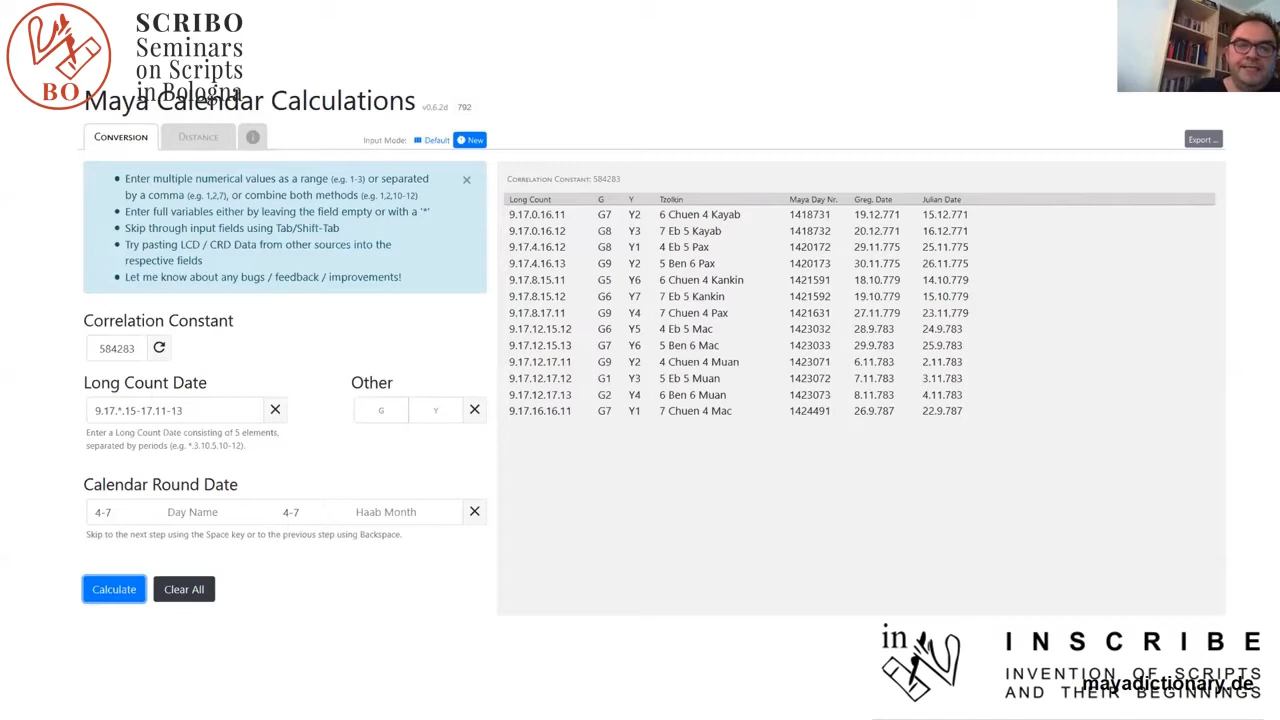 SCRIBO
Seminars
on Scripts
in Bologna
BO
Maya Calendar Calculations v0.6.2d 792
CONVERSION DISTANCE i
Input Mode: Default New
Export ...
Enter multiple numerical values as a range (e.g. 1-3) or separated
by a comma (e.g. 1,2,7), or combine both methods (e.g. 1,2,10-12)
Enter full variables either by leaving the field empty or with a '*'
Skip through input fields using Tab/Shift-Tab
Try pasting LCD / CRD Data from other sources into the
respective fields
Let me know about any bugs / feedback / improvements!
Correlation Constant
584283
Long Count Date Other
9.17.*.15-17.11-13 G Y
Enter a Long Count Date consisting of 5 elements,
separated by periods (e.g. *.3.10,5.10-12).
Calendar Round Date
4-7 Day Name 4-7 Haab Month
Skip to the next step using the Space key or to the previous step using Backspace.
Calculate Clear All
CORRELATION CONSTANT: 584283
Long Count G Y Tzolkin Maya Day Nr. Greg. Date Julian Date
9.17.0.16.11 G7 Y2 6 Chuen 4 Kayab 1418731 19.12.771 15.12.771
9.17.0.16.12 G8 Y3 7 Eb 5 Kayab 1418732 20.12.771 16.12.771
9.17.4.16.12 G8 Y1 4 Eb 5 Pax 1420172 29.11.775 25.11.775
9.17.4.16.13 G9 Y2 5 Ben 6 Pax 1420173 30.11.775 26.11.775
9.17.8.15.11 G5 Y6 6 Chuen 4 Kankin 1421591 18.10.779 14.10.779
9.17.8.15.12 G6 Y7 7 Eb 5 Kankin 1421592 19.10.779 15.10.779
9.17.8.17.11 G9 Y4 7 Chuen 4 Pax 1421631 27.11.779 23.11.779
9.17.12.15.12 G6 Y5 4 Eb 5 Mac 1423032 28.9.783 24.9.783
9.17.12.15.13 G7 Y6 5 Ben 6 Mac 1423033 29.9.783 25.9.783
9.17.12.17.11 G9 Y2 4 Chuen 4 Muan 1423071 6.11.783 2.11.783
9.17.12.17.12 G1 Y3 5 Eb 5 Muan 1423072 7.11.783 3.11.783
9.17.12.17.13 G2 Y4 6 Ben 6 Muan 1423073 8.11.783 4.11.783
9.17.16.16.11 G7 Y1 7 Chuen 4 Mac 1424491 26.9.787 22.9.787
in
INSCRIBE
INVENTION OF SCRIPTS
AND THEIR BEGINNINGS
mayadictionary.de